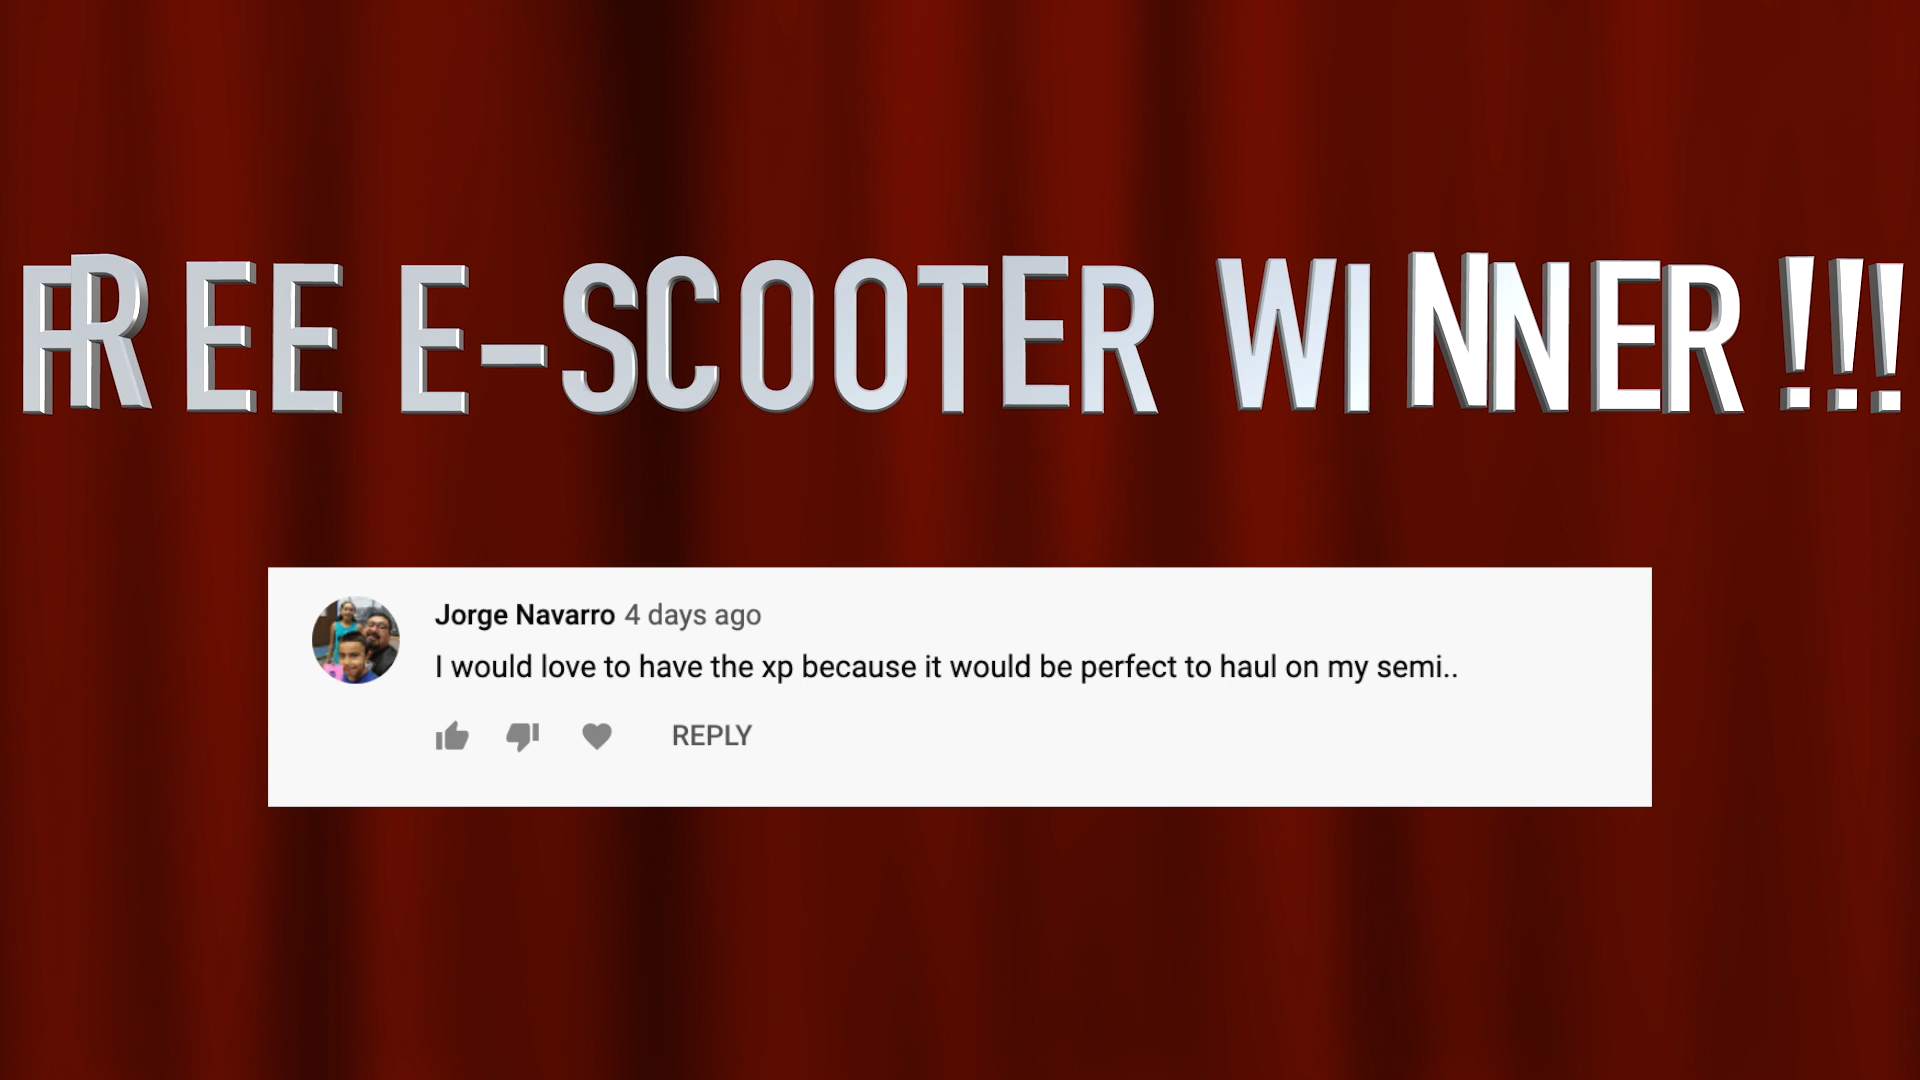 FREE E-SCOOTER WINNER!!!
Jorge Navarro 4 days ago
I would love to have the xp because it would be perfect to haul on my semi..
REPLY